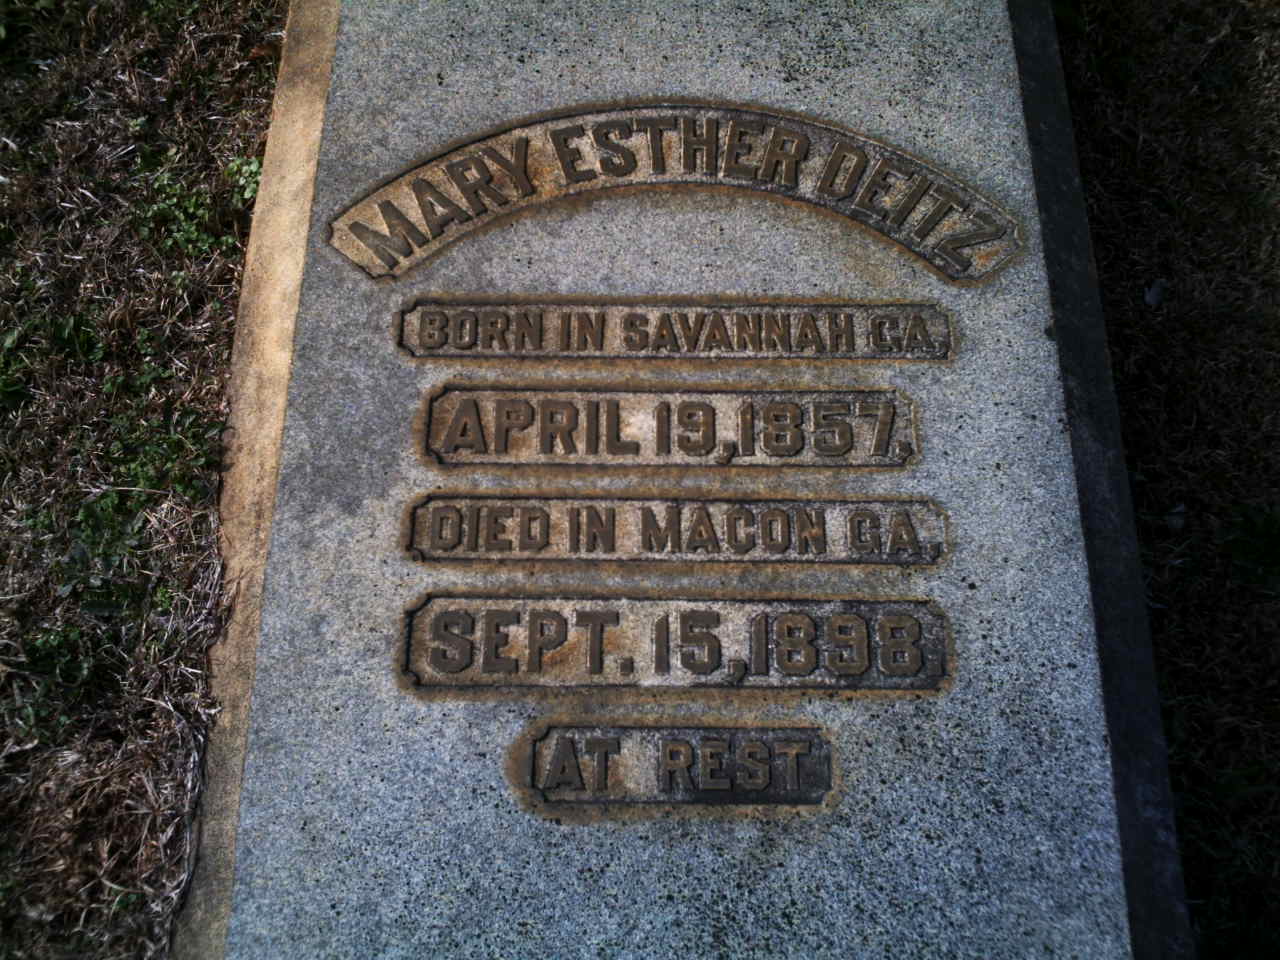 MARY ESTHER DEITZ
BORN IN SAVANNAH GA,
APRIL 19, 1857.
DIED IN MACON GA,
SEPT. 15, 1898
AT REST